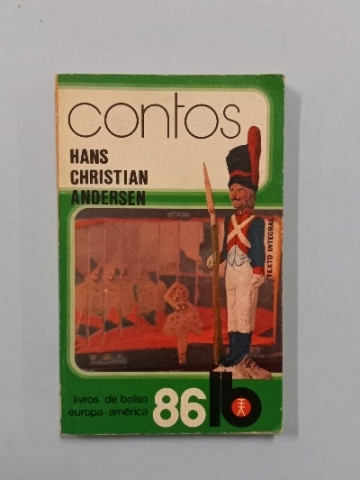 contos
HANS
CHRISTIAN
ANDERSEN
TEXTO INTEGRAL
livros de bolso
europa-américa
86
lb